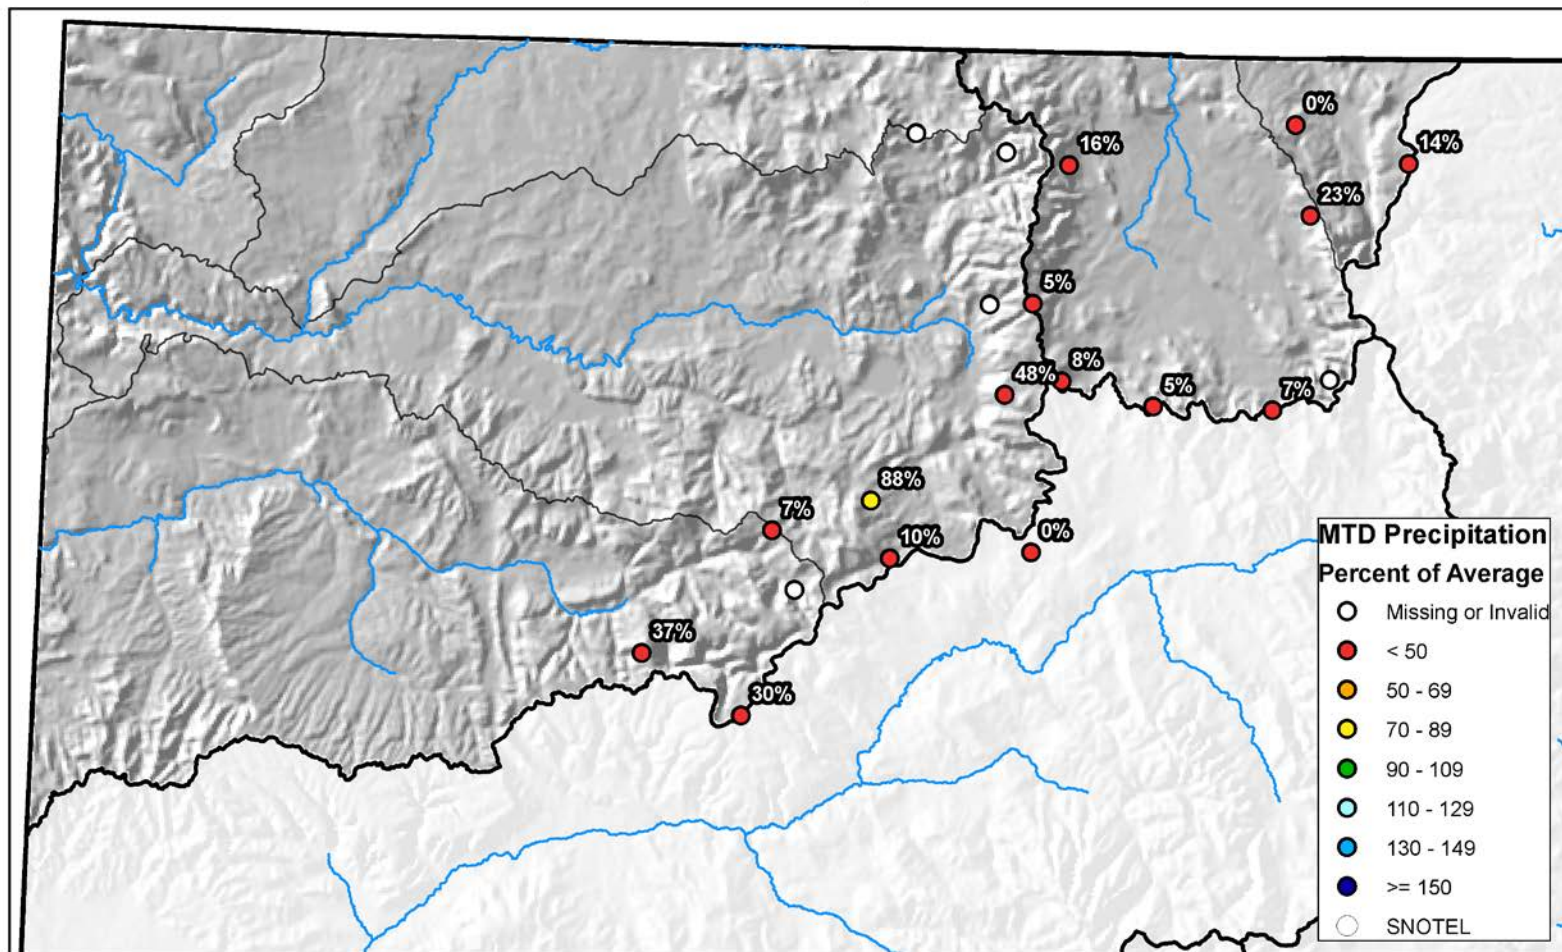 0%
14%
16%
23%
5%
8%
48%
5%
7%
88%
7%
10%
0%
37%
30%
MTD Precipitation
Percent of Average
Missing or Invalid
< 50
50 - 69
70 - 89
90 - 109
110 - 129
130 - 149
>= 150
SNOTEL